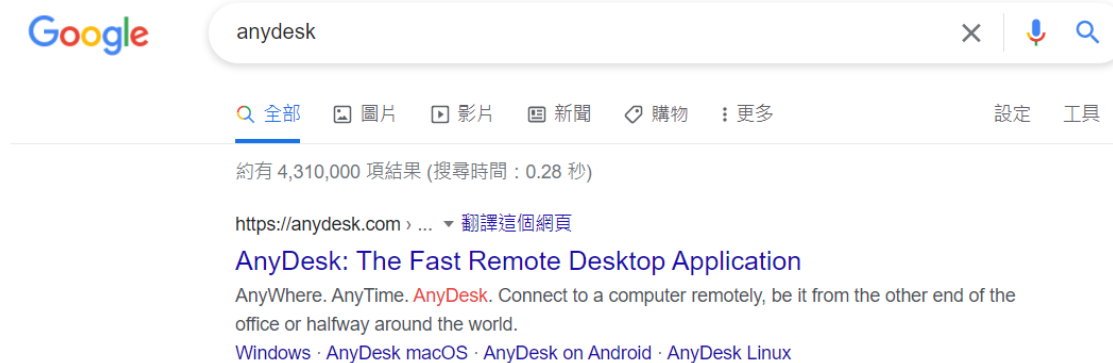 Google anydesk
全部 圖片 影片 新聞 購物 更多 設定 工具
約有 4,310,000 項結果 (搜尋時間：0.28 秒)
https://anydesk.com › ... 翻譯這個網頁
AnyDesk: The Fast Remote Desktop Application
AnyWhere. AnyTime. AnyDesk. Connect to a computer remotely, be it from the other end of the
office or halfway around the world.
Windows · AnyDesk macOS · AnyDesk on Android · AnyDesk Linux